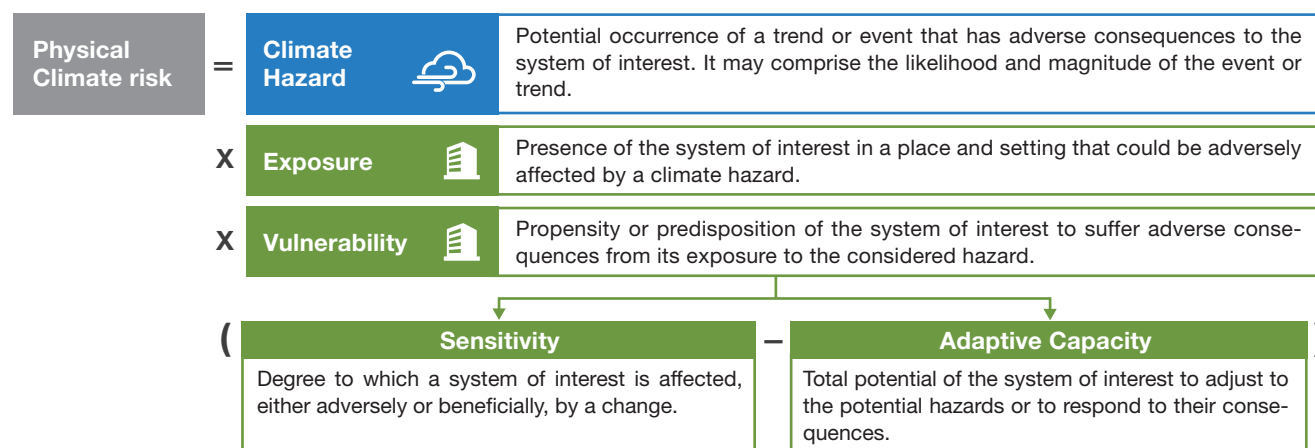 Physical
Climate risk
=
Climate
Hazard
Potential occurrence of a trend or event that has adverse consequences to the
system of interest. It may comprise the likelihood and magnitude of the event or
trend.
X
Exposure
Presence of the system of interest in a place and setting that could be adversely
affected by a climate hazard.
X
Vulnerability
Propensity or predisposition of the system of interest to suffer adverse conse-
quences from its exposure to the considered hazard.
(
Sensitivity
Degree to which a system of interest is affected,
either adversely or beneficially, by a change.
–
Adaptive Capacity
Total potential of the system of interest to adjust to
the potential hazards or to respond to their conse-
quences.
)